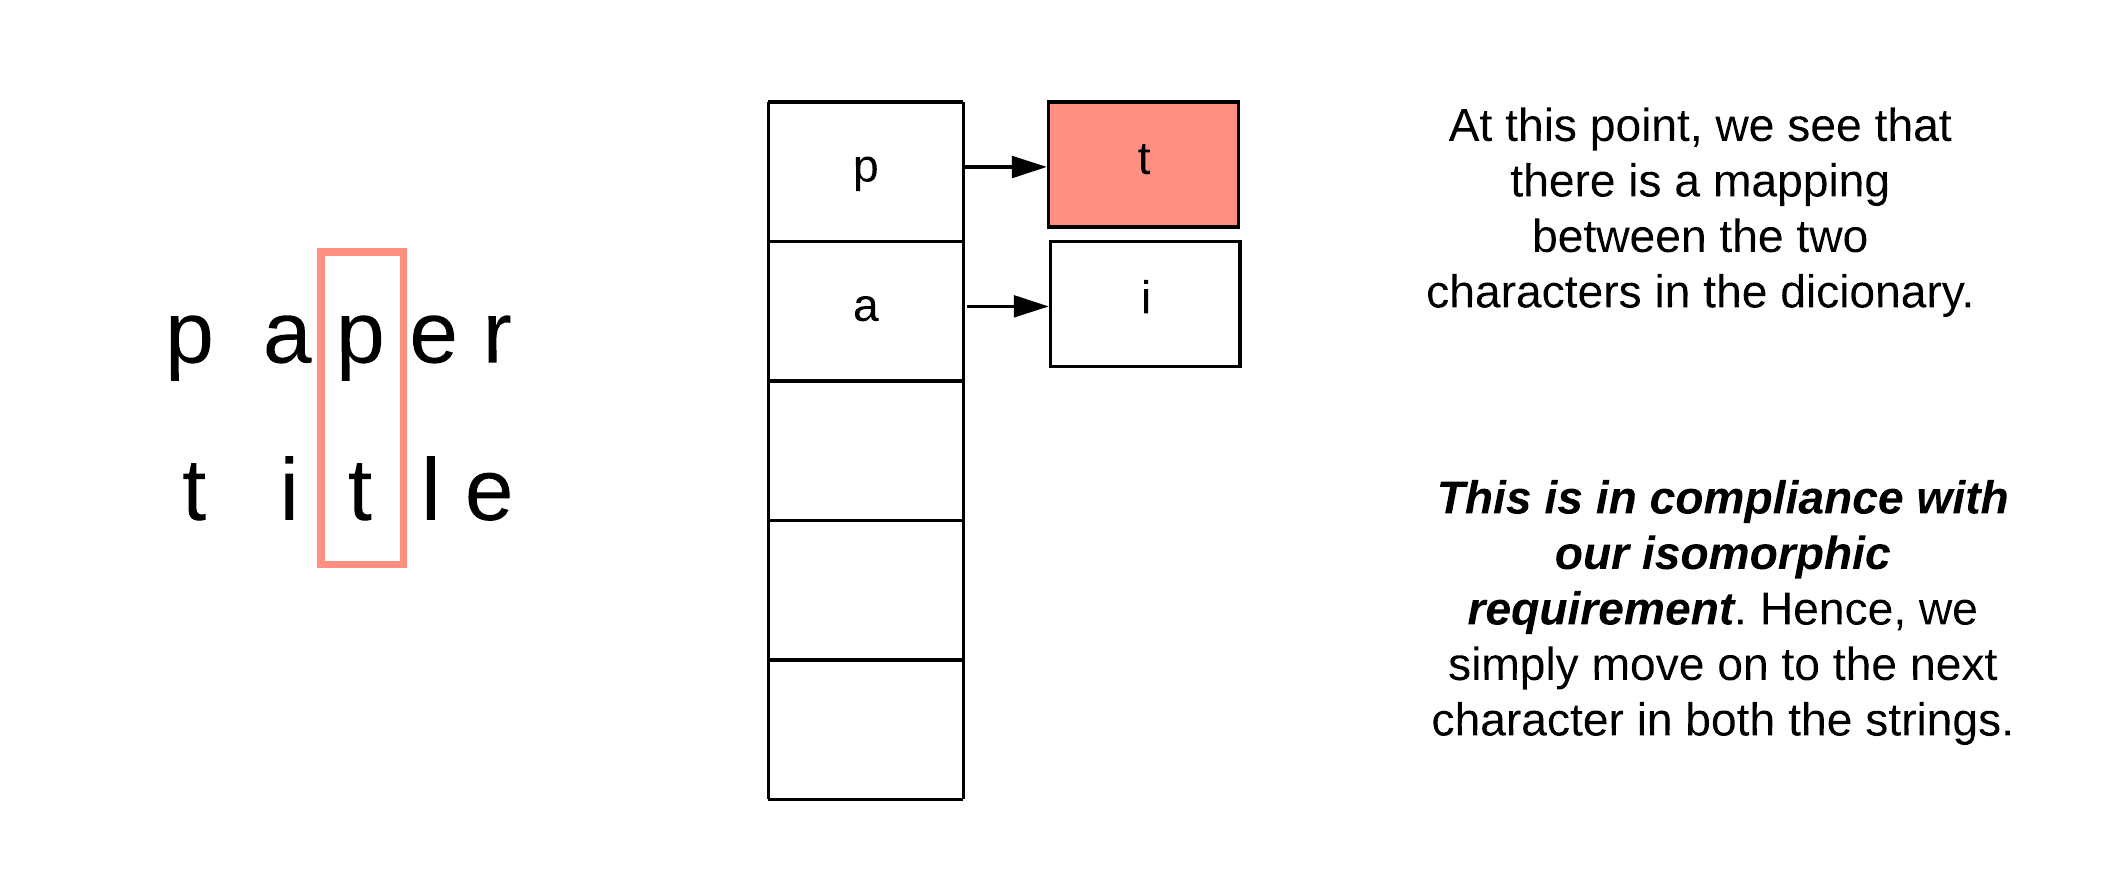 p a p e r
t i t l e
p
t
a
i
At this point, we see that
there is a mapping
between the two
characters in the dicionary.
This is in compliance with
our isomorphic
requirement. Hence, we
simply move on to the next
character in both the strings.